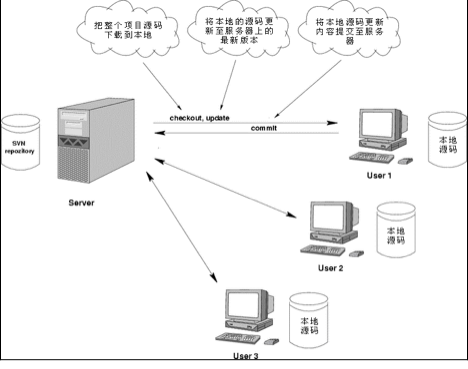 把整个项目源码
下载到本地
将本地的源码更
新至服务器上的
最新版本
将本地源码更新
内容提交至服务
器
checkout, update
commit
SVN
repository
Server
User 1
本地
源码
User 2
本地
源码
User 3
本地
源码